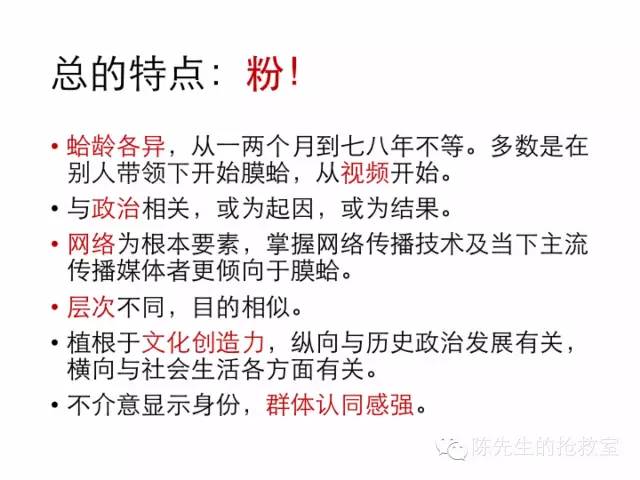 总的特点：粉！
• 蛤龄各异，从一两个月到七八年不等。多数是在
别人带领下开始膜蛤，从视频开始。
• 与政治相关，或为起因，或为结果。
• 网络为根本要素，掌握网络传播技术及当下主流
传播媒体者更倾向于膜蛤。
• 层次不同，目的相似。
• 植根于文化创造力，纵向与历史政治发展有关，
横向与社会生活各方面有关。
• 不介意显示身份，群体认同感强。
陈先生的抢救室